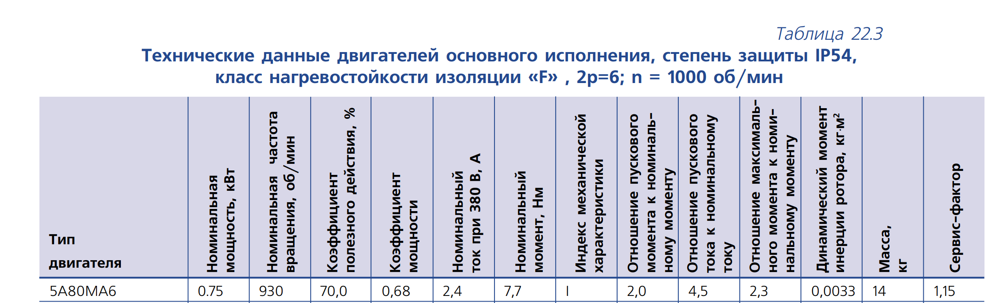 Таблица 22.3
Технические данные двигателей основного исполнения, степень защиты IP54,
класс нагревостойкости изоляции «F» , 2p=6; n = 1000 об/мин
Тип
двигателя
Номинальная
мощность, кВт
Номинальная частота
вращения, об/мин
Коэффициент
полезного действия, %
Коэффициент
мощности
Номинальный
ток при 380 В, А
Номинальный
момент, Нм
Индекс механической
характеристики
Отношение пускового
момента к номиналь-
ному моменту
Отношение пускового
тока к номинальному
току
Отношение максималь-
ного момента к номи-
нальному моменту
Динамический момент
инерции ротора, кг·м²
Масса,
кг
Сервис-фактор
5А80МА6 0.75 930 70,0 0,68 2,4 7,7 I 2,0 4,5 2,3 0,0033 14 1,15